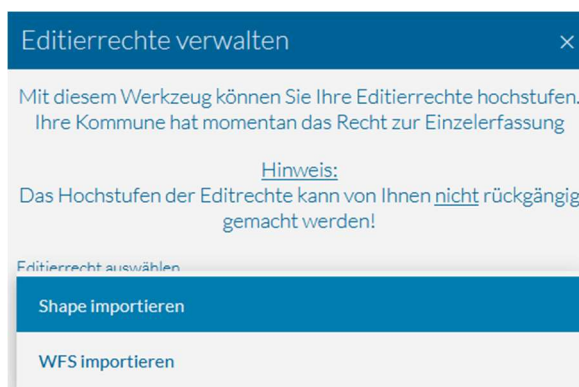 Editierrechte verwalten ×
Mit diesem Werkzeug können Sie Ihre Editierrechte hochstufen.
Ihre Kommune hat momentan das Recht zur Einzelerfassung
Hinweis:
Das Hochstufen der Editrechte kann von Ihnen nicht rückgängig
gemacht werden!
Editierrecht auswählen
Shape importieren
WFS importieren